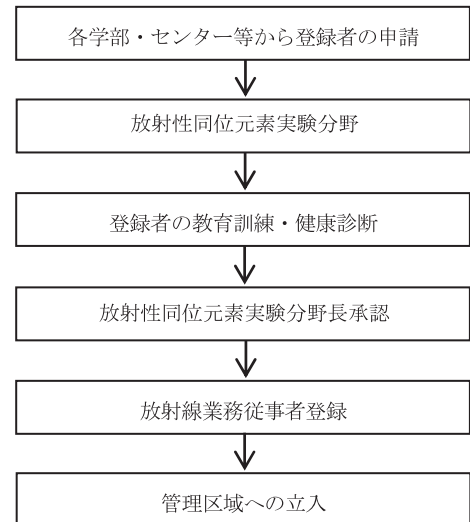 各学部・センター等から登録者の申請
放射性同位元素実験分野
登録者の教育訓練・健康診断
放射性同位元素実験分野長承認
放射線業務従事者登録
管理区域への立入